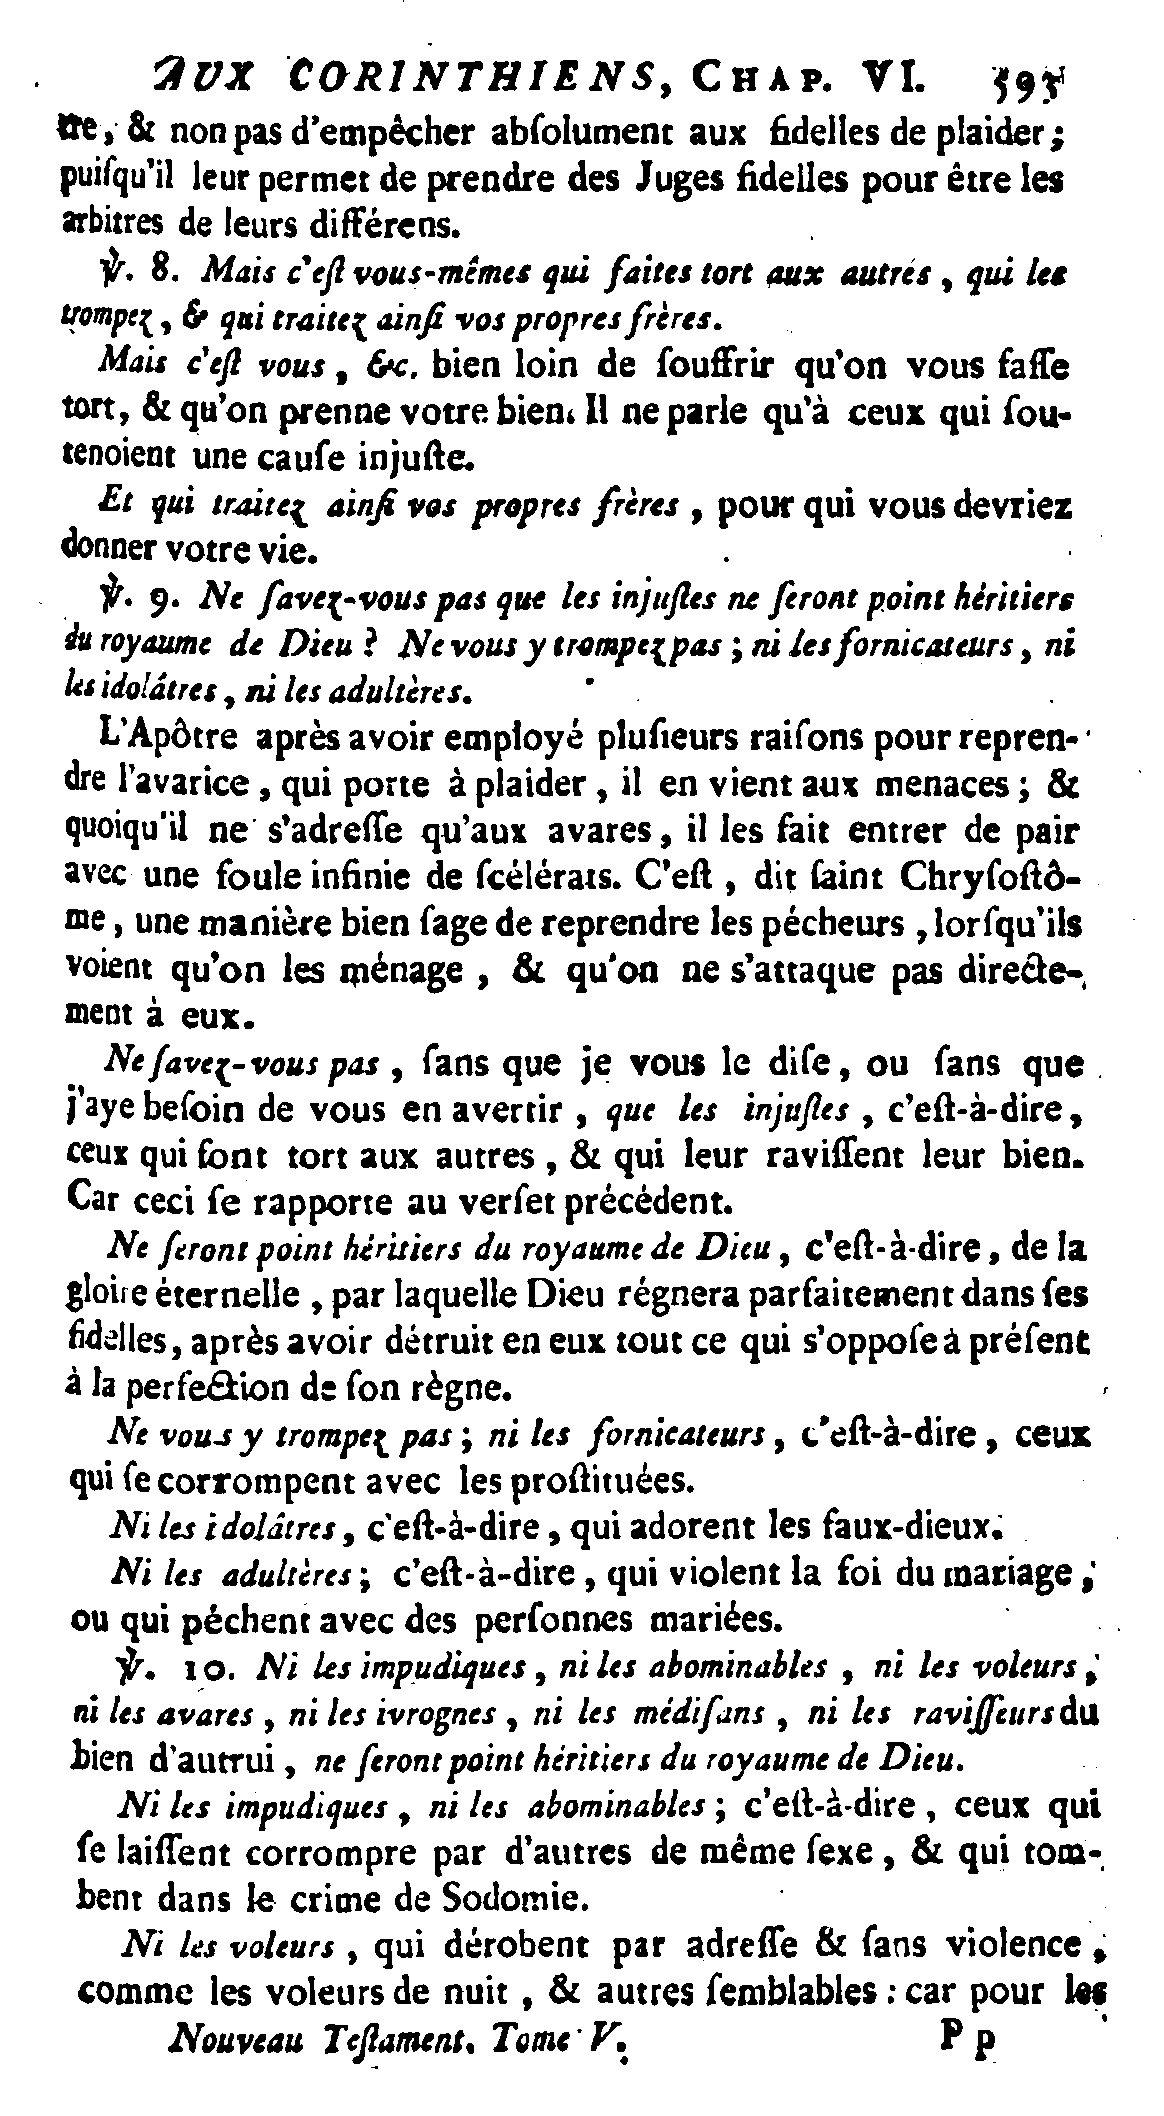 AUX CORINTHIENS, CHAP. VI. 593
tre, & non pas d'empêcher abſolument aux fidelles de plaider;
puiſqu'il leur permet de prendre des Juges fidelles pour être les
arbitres de leurs différens.
℣. 8. Mais c'eſt vous-mêmes qui faites tort aux autres, qui les
trompez, & qui traitez ainſi vos propres frères.
Mais c'eſt vous, &c. bien loin de ſouffrir qu'on vous faſſe
tort, & qu'on prenne votre bien. Il ne parle qu'à ceux qui ſou-
tenoient une cauſe injuſte.
Et qui traitez ainſi vos propres frères, pour qui vous devriez
donner votre vie.
℣. 9. Ne ſavez-vous pas que les injuſtes ne ſeront point héritiers
du royaume de Dieu ? Ne vous y trompez pas ; ni les fornicateurs, ni
les idolâtres, ni les adultères.
L'Apôtre après avoir employé pluſieurs raiſons pour repren-
dre l'avarice, qui porte à plaider, il en vient aux menaces; &
quoiqu'il ne s'adreſſe qu'aux avares, il les fait entrer de pair
avec une foule infinie de ſcélérats. C'eſt, dit ſaint Chryſoſtô-
me, une manière bien ſage de reprendre les pécheurs, lorſqu'ils
voient qu'on les ménage, & qu'on ne s'attaque pas directe-
ment à eux.
Ne ſavez-vous pas, ſans que je vous le diſe, ou ſans que
j'aye beſoin de vous en avertir, que les injuſtes, c'eſt-à-dire,
ceux qui font tort aux autres, & qui leur raviſſent leur bien.
Car ceci ſe rapporte au verſet précédent.
Ne ſeront point héritiers du royaume de Dieu, c'eſt-à-dire, de la
gloire éternelle, par laquelle Dieu régnera parfaitement dans ſes
fidelles, après avoir détruit en eux tout ce qui s'oppoſe à préſent
à la perfection de ſon règne.
Ne vous y trompez pas; ni les fornicateurs, c'eſt-à-dire, ceux
qui ſe corrompent avec les proſtituées.
Ni les idolâtres, c'eſt-à-dire, qui adorent les faux-dieux.
Ni les adultères; c'eſt-à-dire, qui violent la foi du mariage,
ou qui péchent avec des perſonnes mariées.
℣. 10. Ni les impudiques, ni les abominables, ni les voleurs,
ni les avares, ni les ivrognes, ni les médiſans, ni les raviſſeurs du
bien d'autrui, ne ſeront point héritiers du royaume de Dieu.
Ni les impudiques, ni les abominables; c'eſt-à-dire, ceux qui
ſe laiſſent corrompre par d'autres de même ſexe, & qui tom-
bent dans le crime de Sodomie.
Ni les voleurs, qui dérobent par adreſſe & ſans violence,
comme les voleurs de nuit, & autres ſemblables : car pour les
Nouveau Teſtament. Tome V. P p